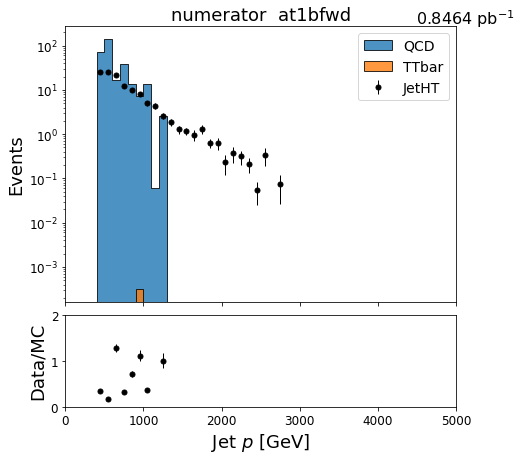 numerator at1bfwd
0.8464 pb⁻¹
QCD
TTbar
JetHT
Events
10²
10¹
10⁰
10⁻¹
10⁻²
10⁻³
Data/MC
2
1
0
0 1000 2000 3000 4000 5000
Jet p [GeV]